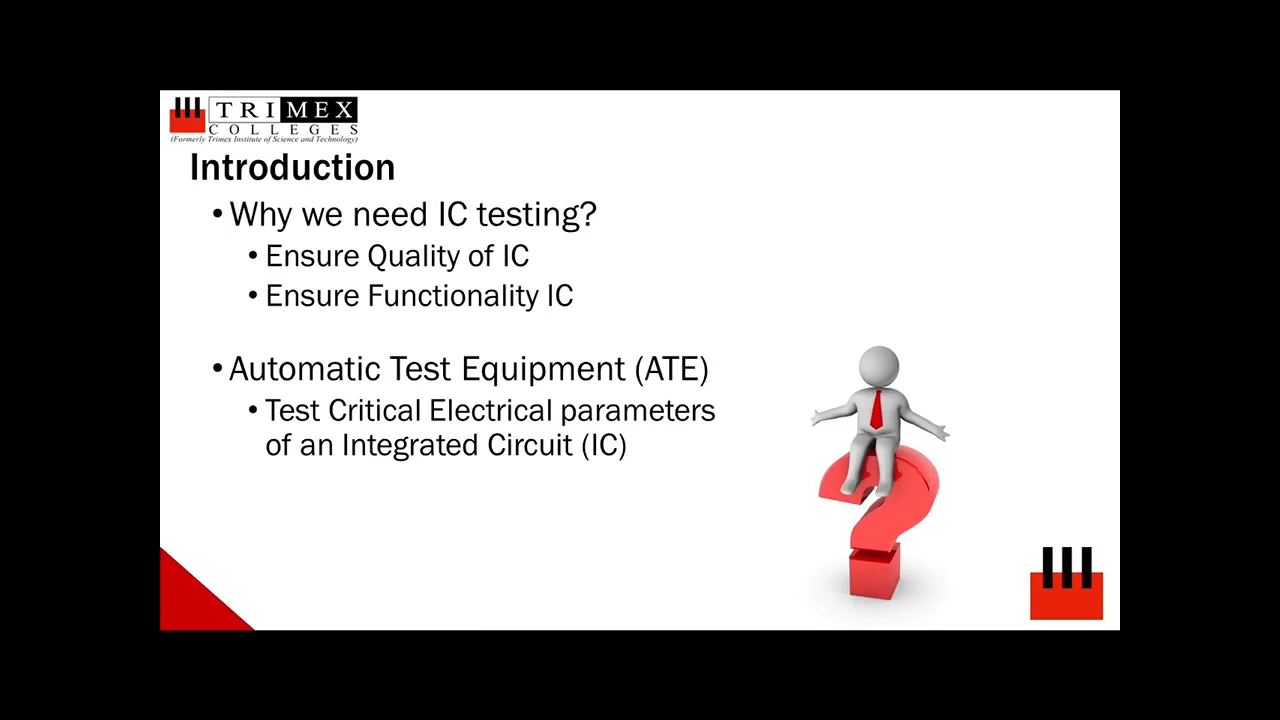 TRIMEX
COLLEGES
(Formerly Trimex Institute of Science and Technology)
Introduction
• Why we need IC testing?
• Ensure Quality of IC
• Ensure Functionality IC
• Automatic Test Equipment (ATE)
• Test Critical Electrical parameters
of an Integrated Circuit (IC)